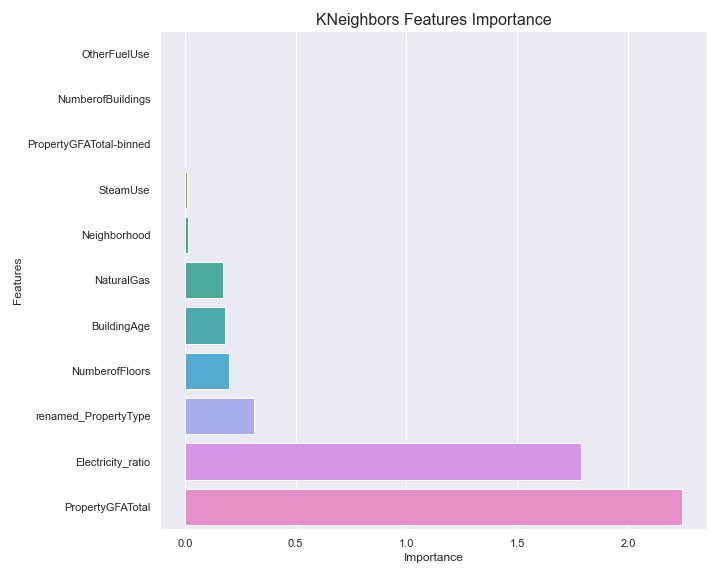 KNeighbors Features Importance
OtherFuelUse
NumberofBuildings
PropertyGFATotal-binned
SteamUse
Neighborhood
NaturalGas
BuildingAge
NumberofFloors
renamed_PropertyType
Electricity_ratio
PropertyGFATotal
Features
0.0 0.5 1.0 1.5 2.0
Importance